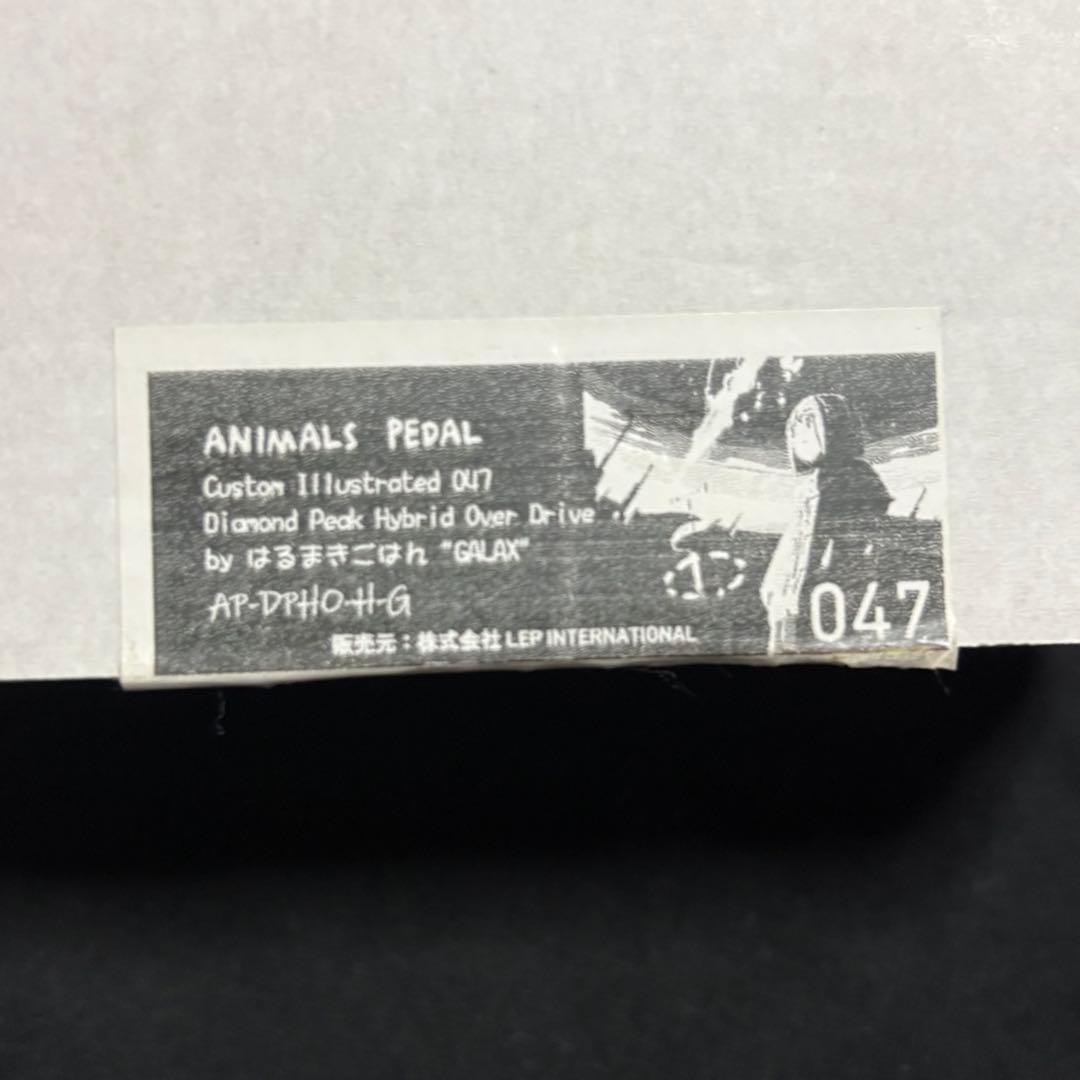 ANIMALS PEDAL
Custom Illustrated 047
Diamond Peak Hybrid Over Drive
by はるまきごはん "GALAX"
AP-DPHO-H-G
販売元：株式会社 LEP INTERNATIONAL
047